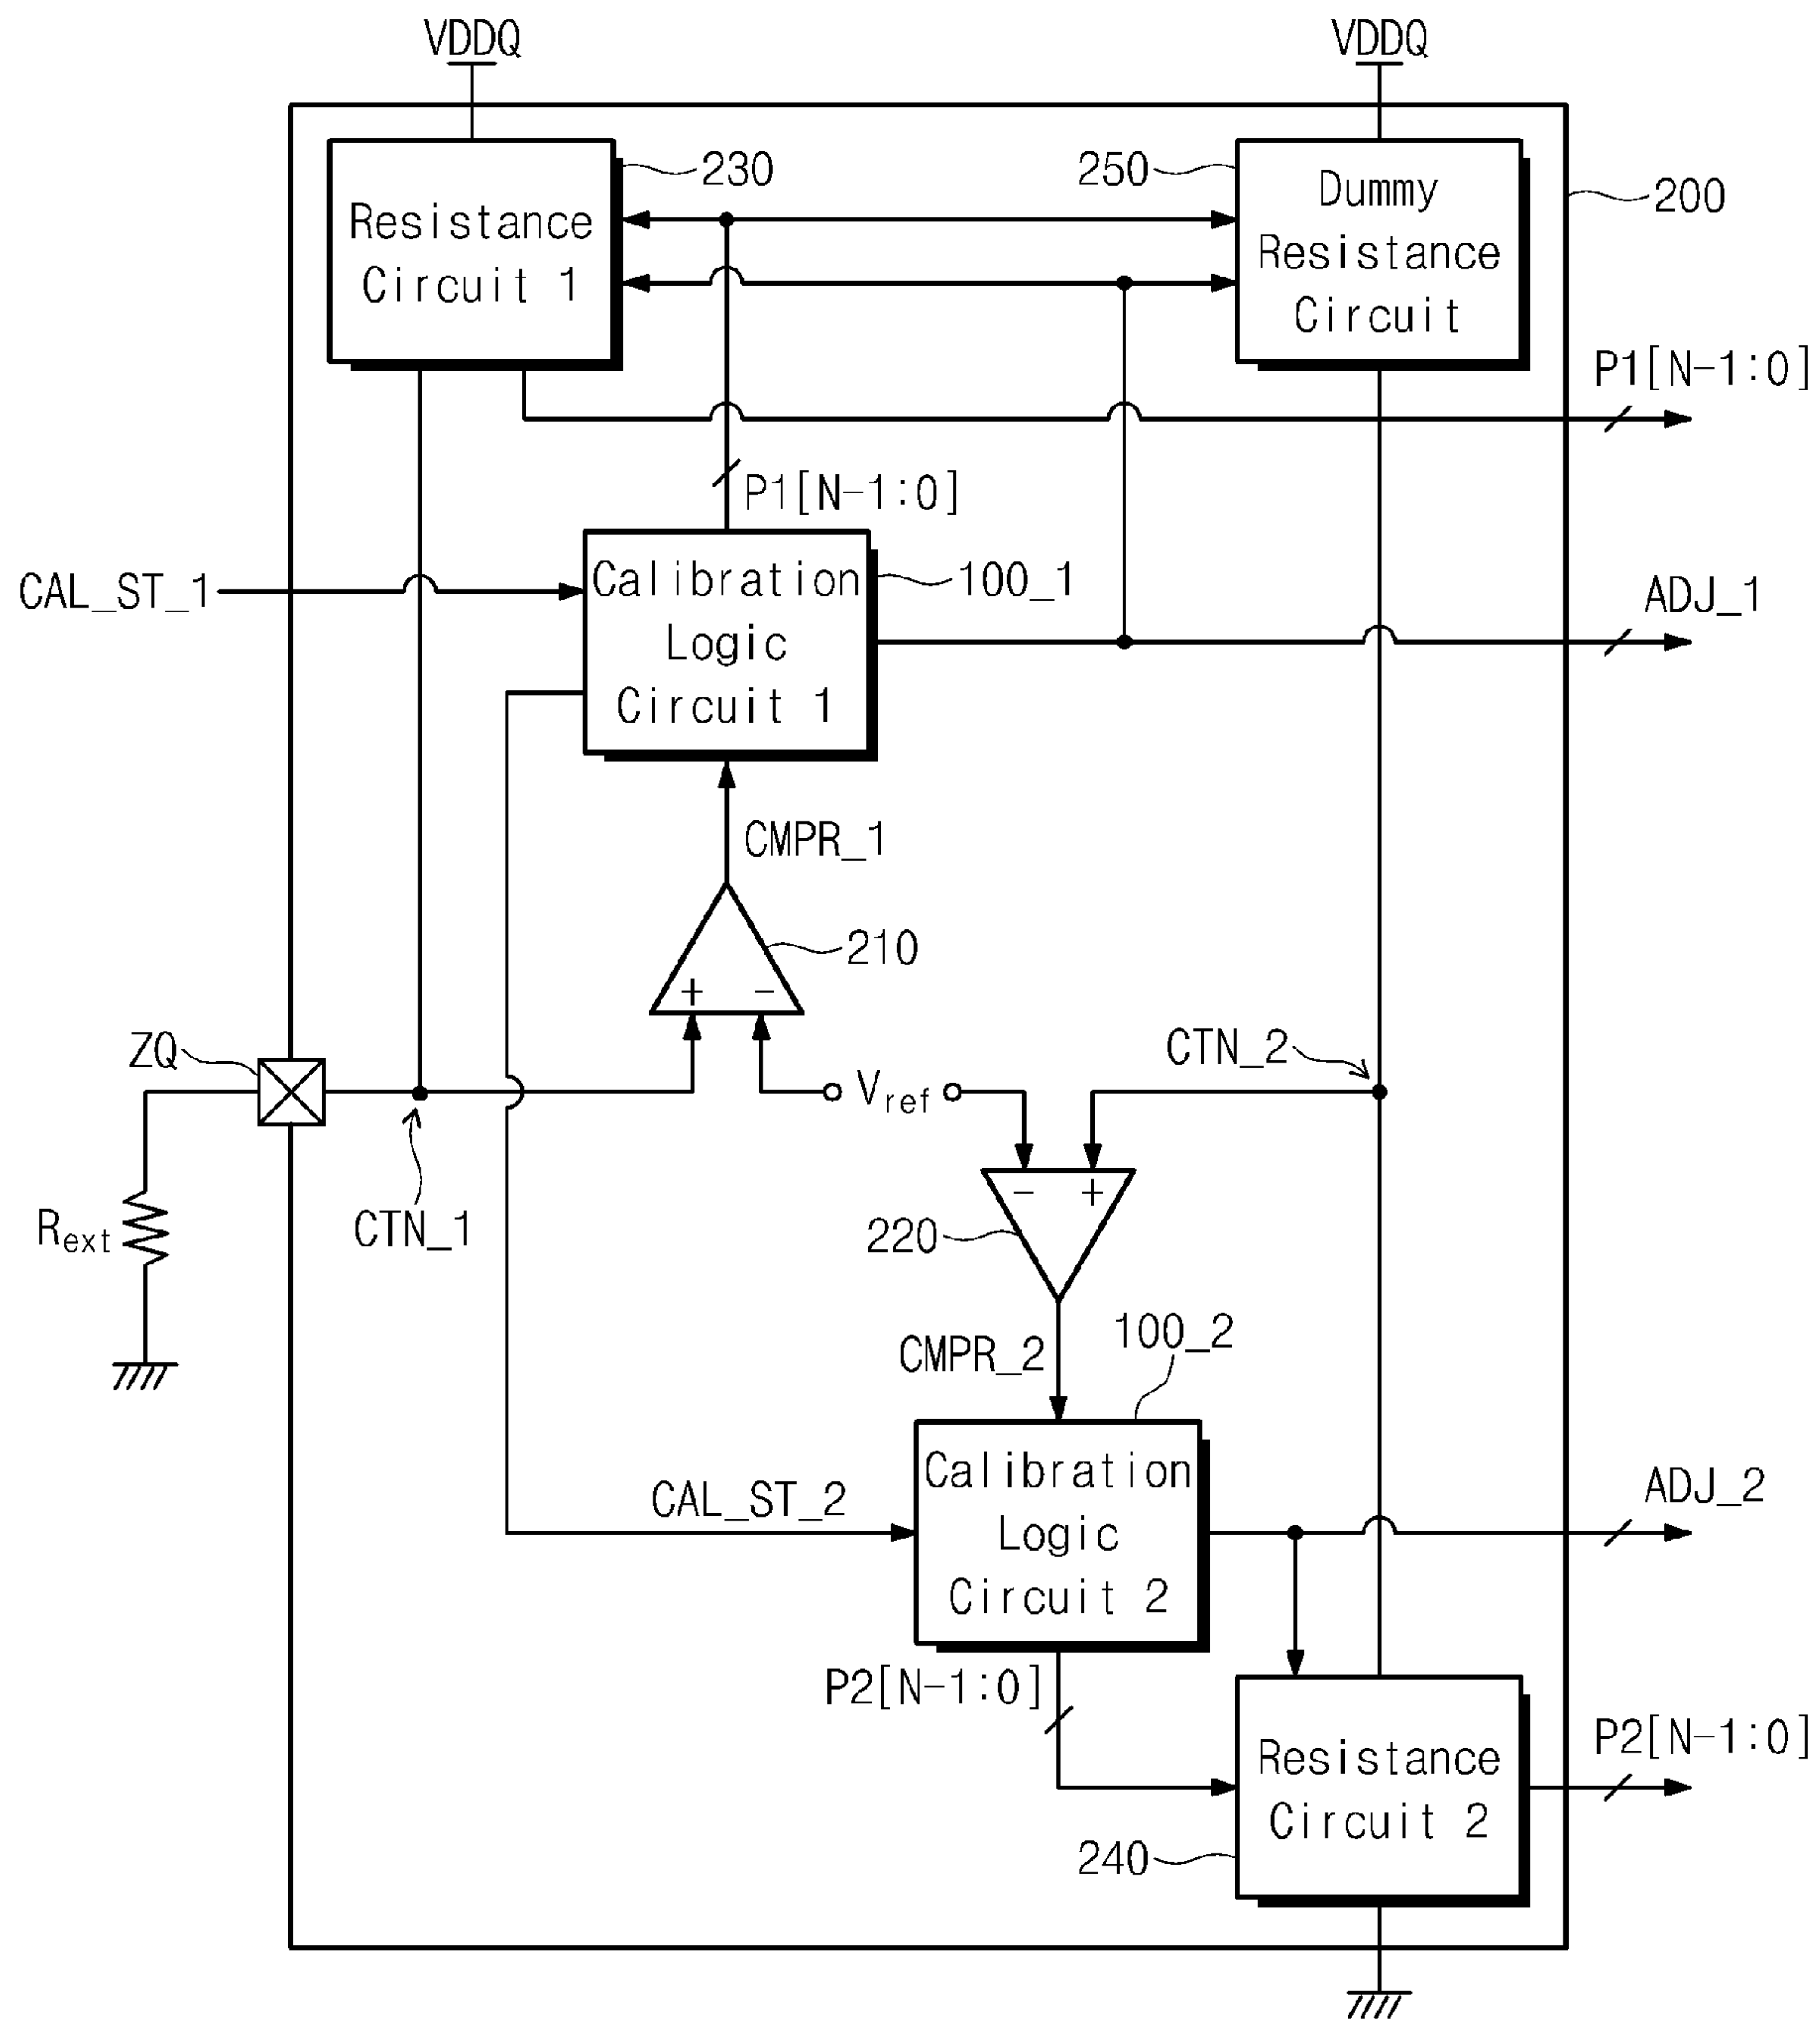 VDDQ
VDDQ
230
250
200
Resistance
Circuit 1
Dummy
Resistance
Circuit
P1[N-1:0]
P1[N-1:0]
CAL_ST_1
Calibration
Logic
Circuit 1
100_1
ADJ_1
CMPR_1
210
+ -
ZQ
CTN_2
Vref
Rext
CTN_1
- +
220
CMPR_2
100_2
CAL_ST_2
Calibration
Logic
Circuit 2
ADJ_2
P2[N-1:0]
P2[N-1:0]
Resistance
Circuit 2
240